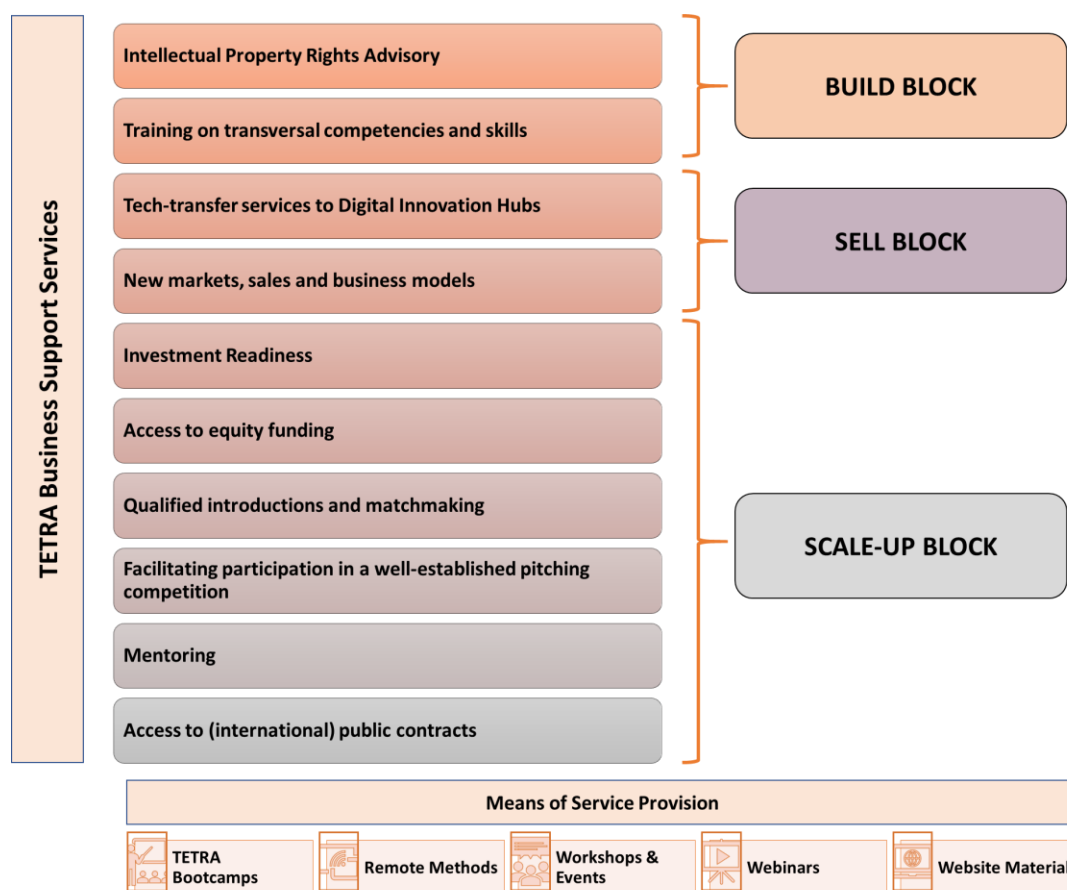 TETRA Business Support Services
Intellectual Property Rights Advisory
Training on transversal competencies and skills
BUILD BLOCK
Tech-transfer services to Digital Innovation Hubs
New markets, sales and business models
SELL BLOCK
Investment Readiness
Access to equity funding
Qualified introductions and matchmaking
Facilitating participation in a well-established pitching
competition
Mentoring
Access to (international) public contracts
SCALE-UP BLOCK
Means of Service Provision
TETRA
Bootcamps
Remote Methods
Workshops &
Events
Webinars
Website Material